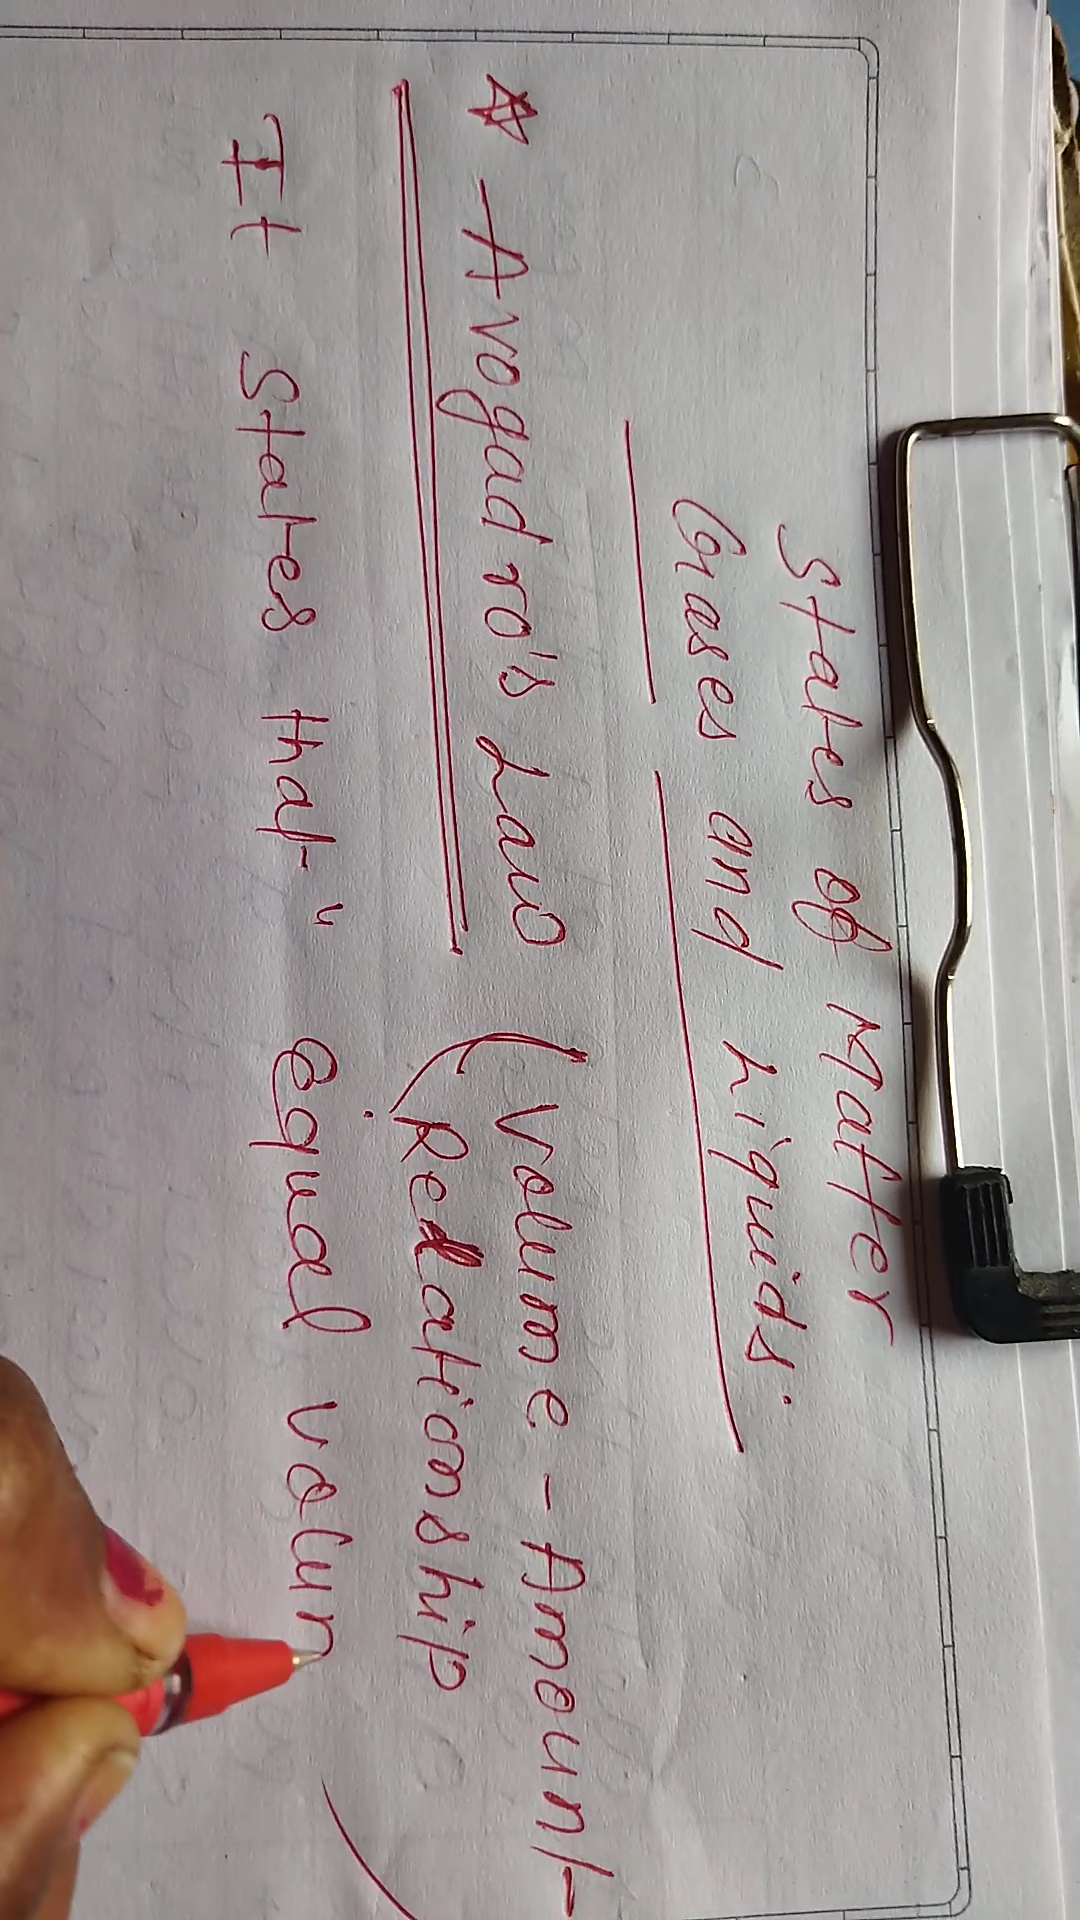 States of Matter
Gases and Liquids.
☆ Avogadro's Law (Volume - Amount
(Relationship
It states that " equal volum